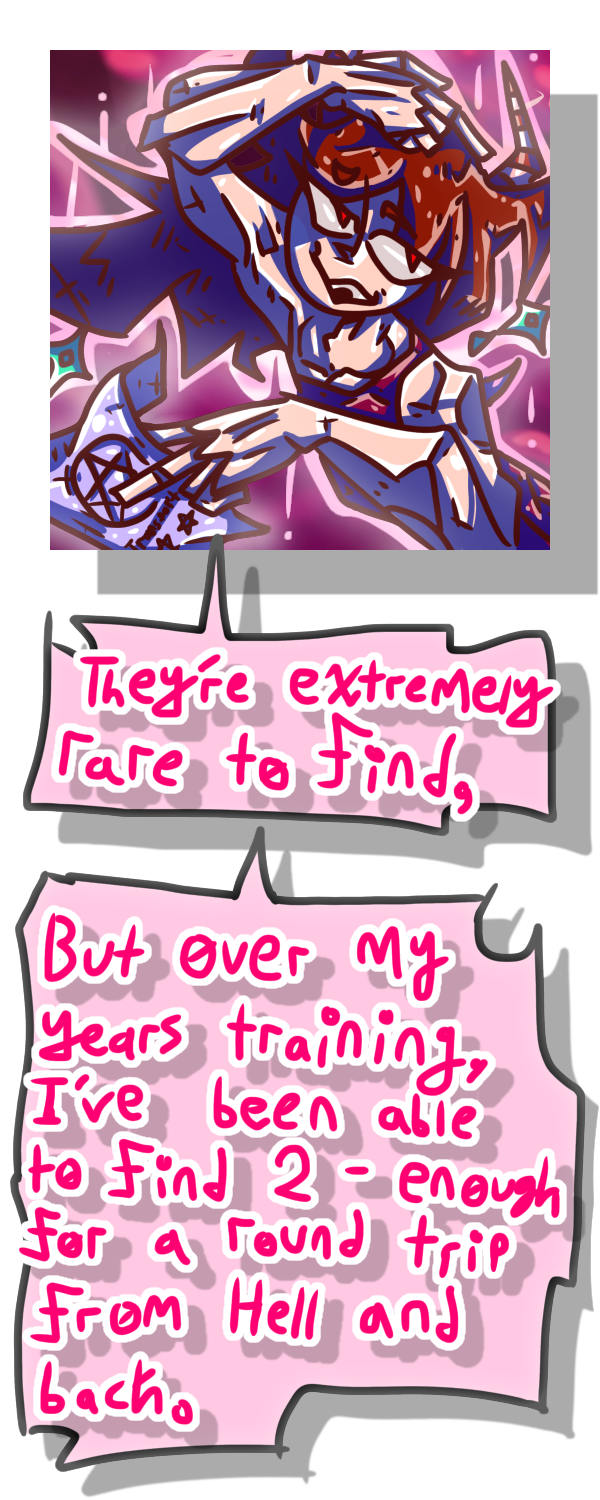 They're extremely
rare to find,
But over my
years training,
I've been able
to find 2 - enough
for a round trip
from Hell and
back.